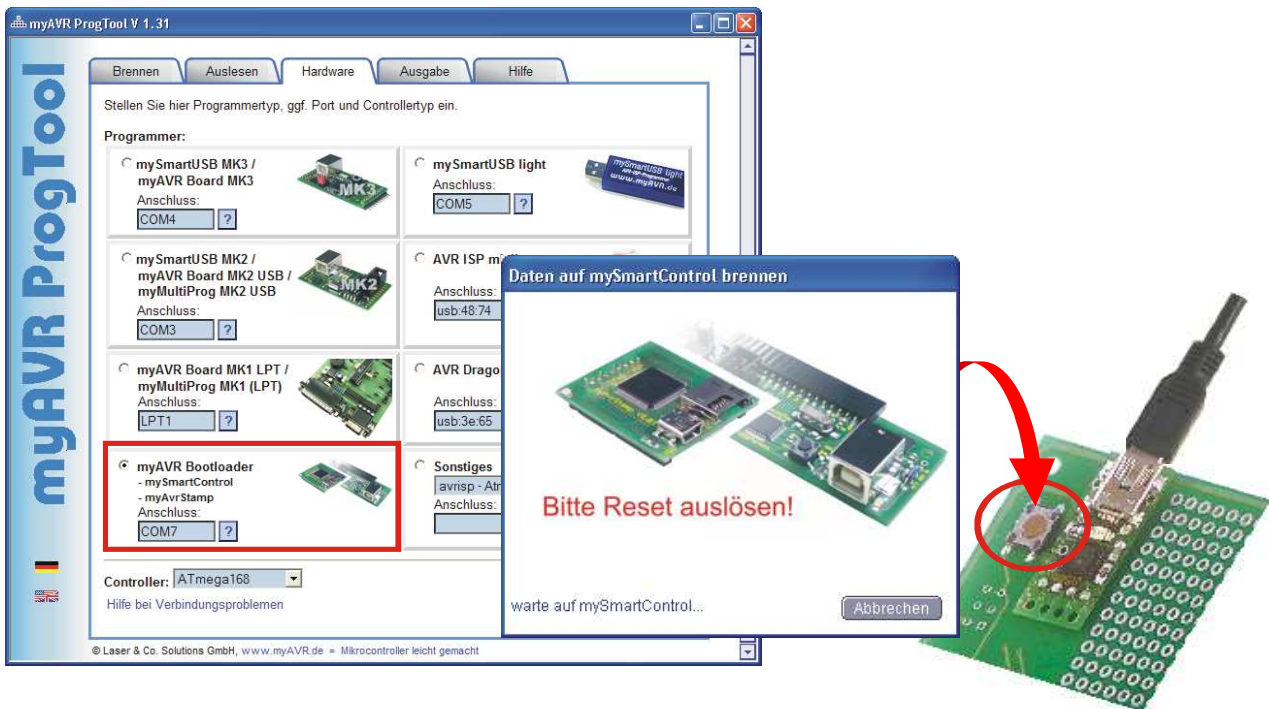 myAVR ProgTool V 1.31
myAVR ProgTool
Brennen Auslesen Hardware Ausgabe Hilfe
Stellen Sie hier Programmertyp, ggf. Port und Controllertyp ein.
Programmer:
mySmartUSB MK3 /
myAVR Board MK3
Anschluss:
COM4 ?
MK3
mySmartUSB light
Anschluss:
COM5 ?
mySmartUSB light
AVR-ISP-Programmer
www.myAVR.de
mySmartUSB MK2 /
myAVR Board MK2 USB /
myMultiProg MK2 USB
Anschluss:
COM3 ?
MK2
AVR ISP m
Anschluss:
usb:48:74
myAVR Board MK1 LPT /
myMultiProg MK1 (LPT)
Anschluss:
LPT1 ?
AVR Drago
Anschluss:
usb:3e:65
myAVR Bootloader
- mySmartControl
- myAvrStamp
Anschluss:
COM7 ?
Sonstiges
avrisp - Atm
Anschluss:
Controller: ATmega168
Hilfe bei Verbindungsproblemen
© Laser & Co. Solutions GmbH, www.myAVR.de = Mikrocontroller leicht gemacht
Daten auf mySmartControl brennen
Bitte Reset auslösen!
warte auf mySmartControl...
Abbrechen